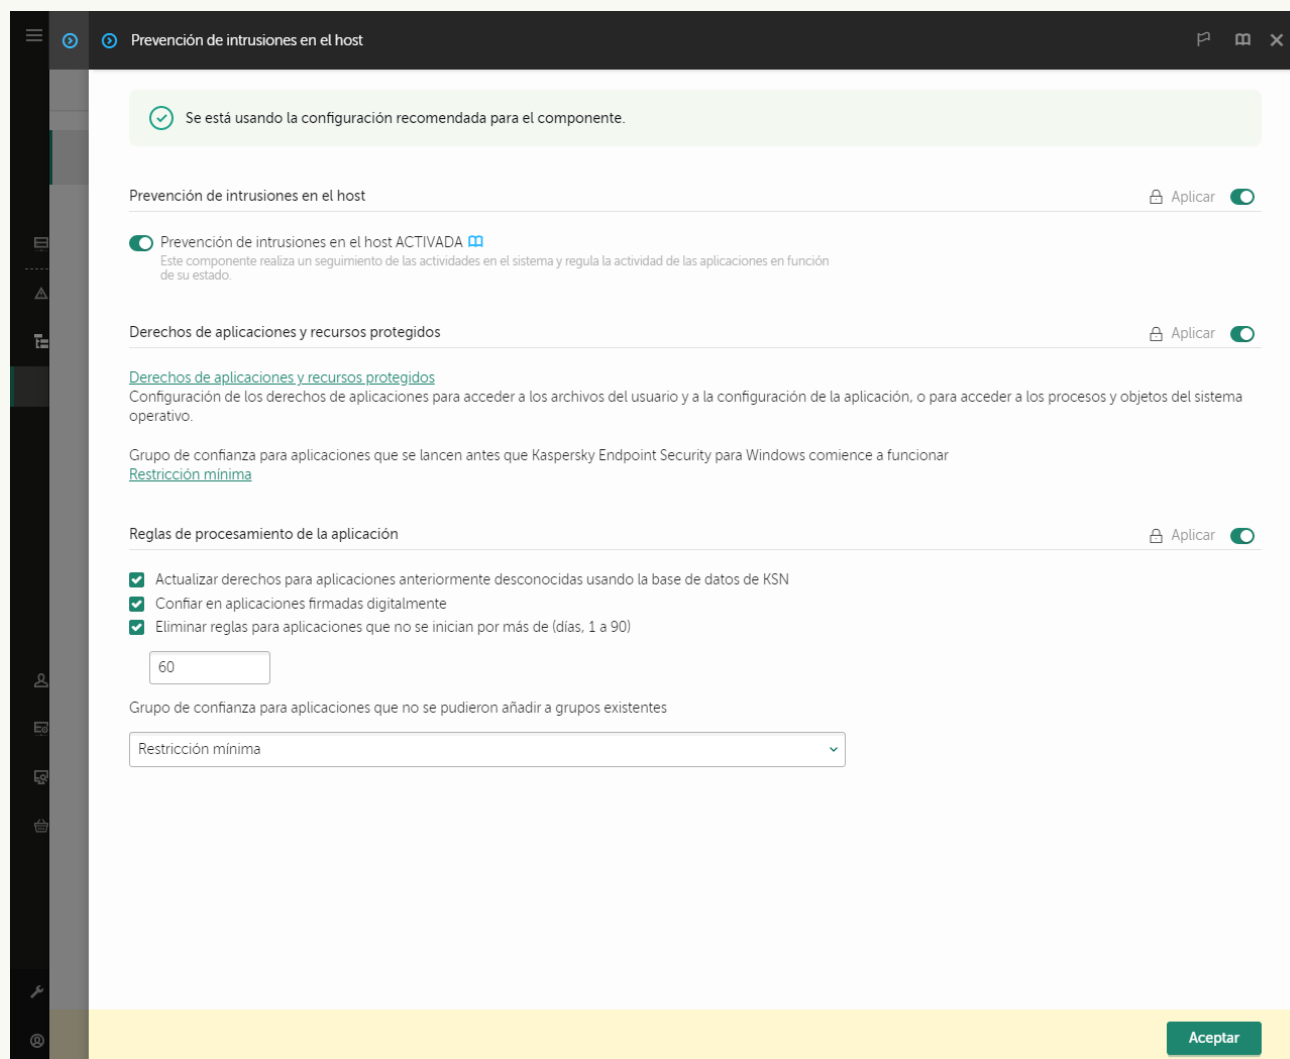 Prevención de intrusiones en el host
Se está usando la configuración recomendada para el componente.
Prevención de intrusiones en el host
Aplicar
Prevención de intrusiones en el host ACTIVADA
Este componente realiza un seguimiento de las actividades en el sistema y regula la actividad de las aplicaciones en función
de su estado.
Derechos de aplicaciones y recursos protegidos
Aplicar
Derechos de aplicaciones y recursos protegidos
Configuración de los derechos de aplicaciones para acceder a los archivos del usuario y a la configuración de la aplicación, o para acceder a los procesos y objetos del sistema
operativo.
Grupo de confianza para aplicaciones que se lancen antes que Kaspersky Endpoint Security para Windows comience a funcionar
Restricción mínima
Reglas de procesamiento de la aplicación
Aplicar
Actualizar derechos para aplicaciones anteriormente desconocidas usando la base de datos de KSN
Confiar en aplicaciones firmadas digitalmente
Eliminar reglas para aplicaciones que no se inician por más de (días, 1 a 90)
60
Grupo de confianza para aplicaciones que no se pudieron añadir a grupos existentes
Restricción mínima
Aceptar